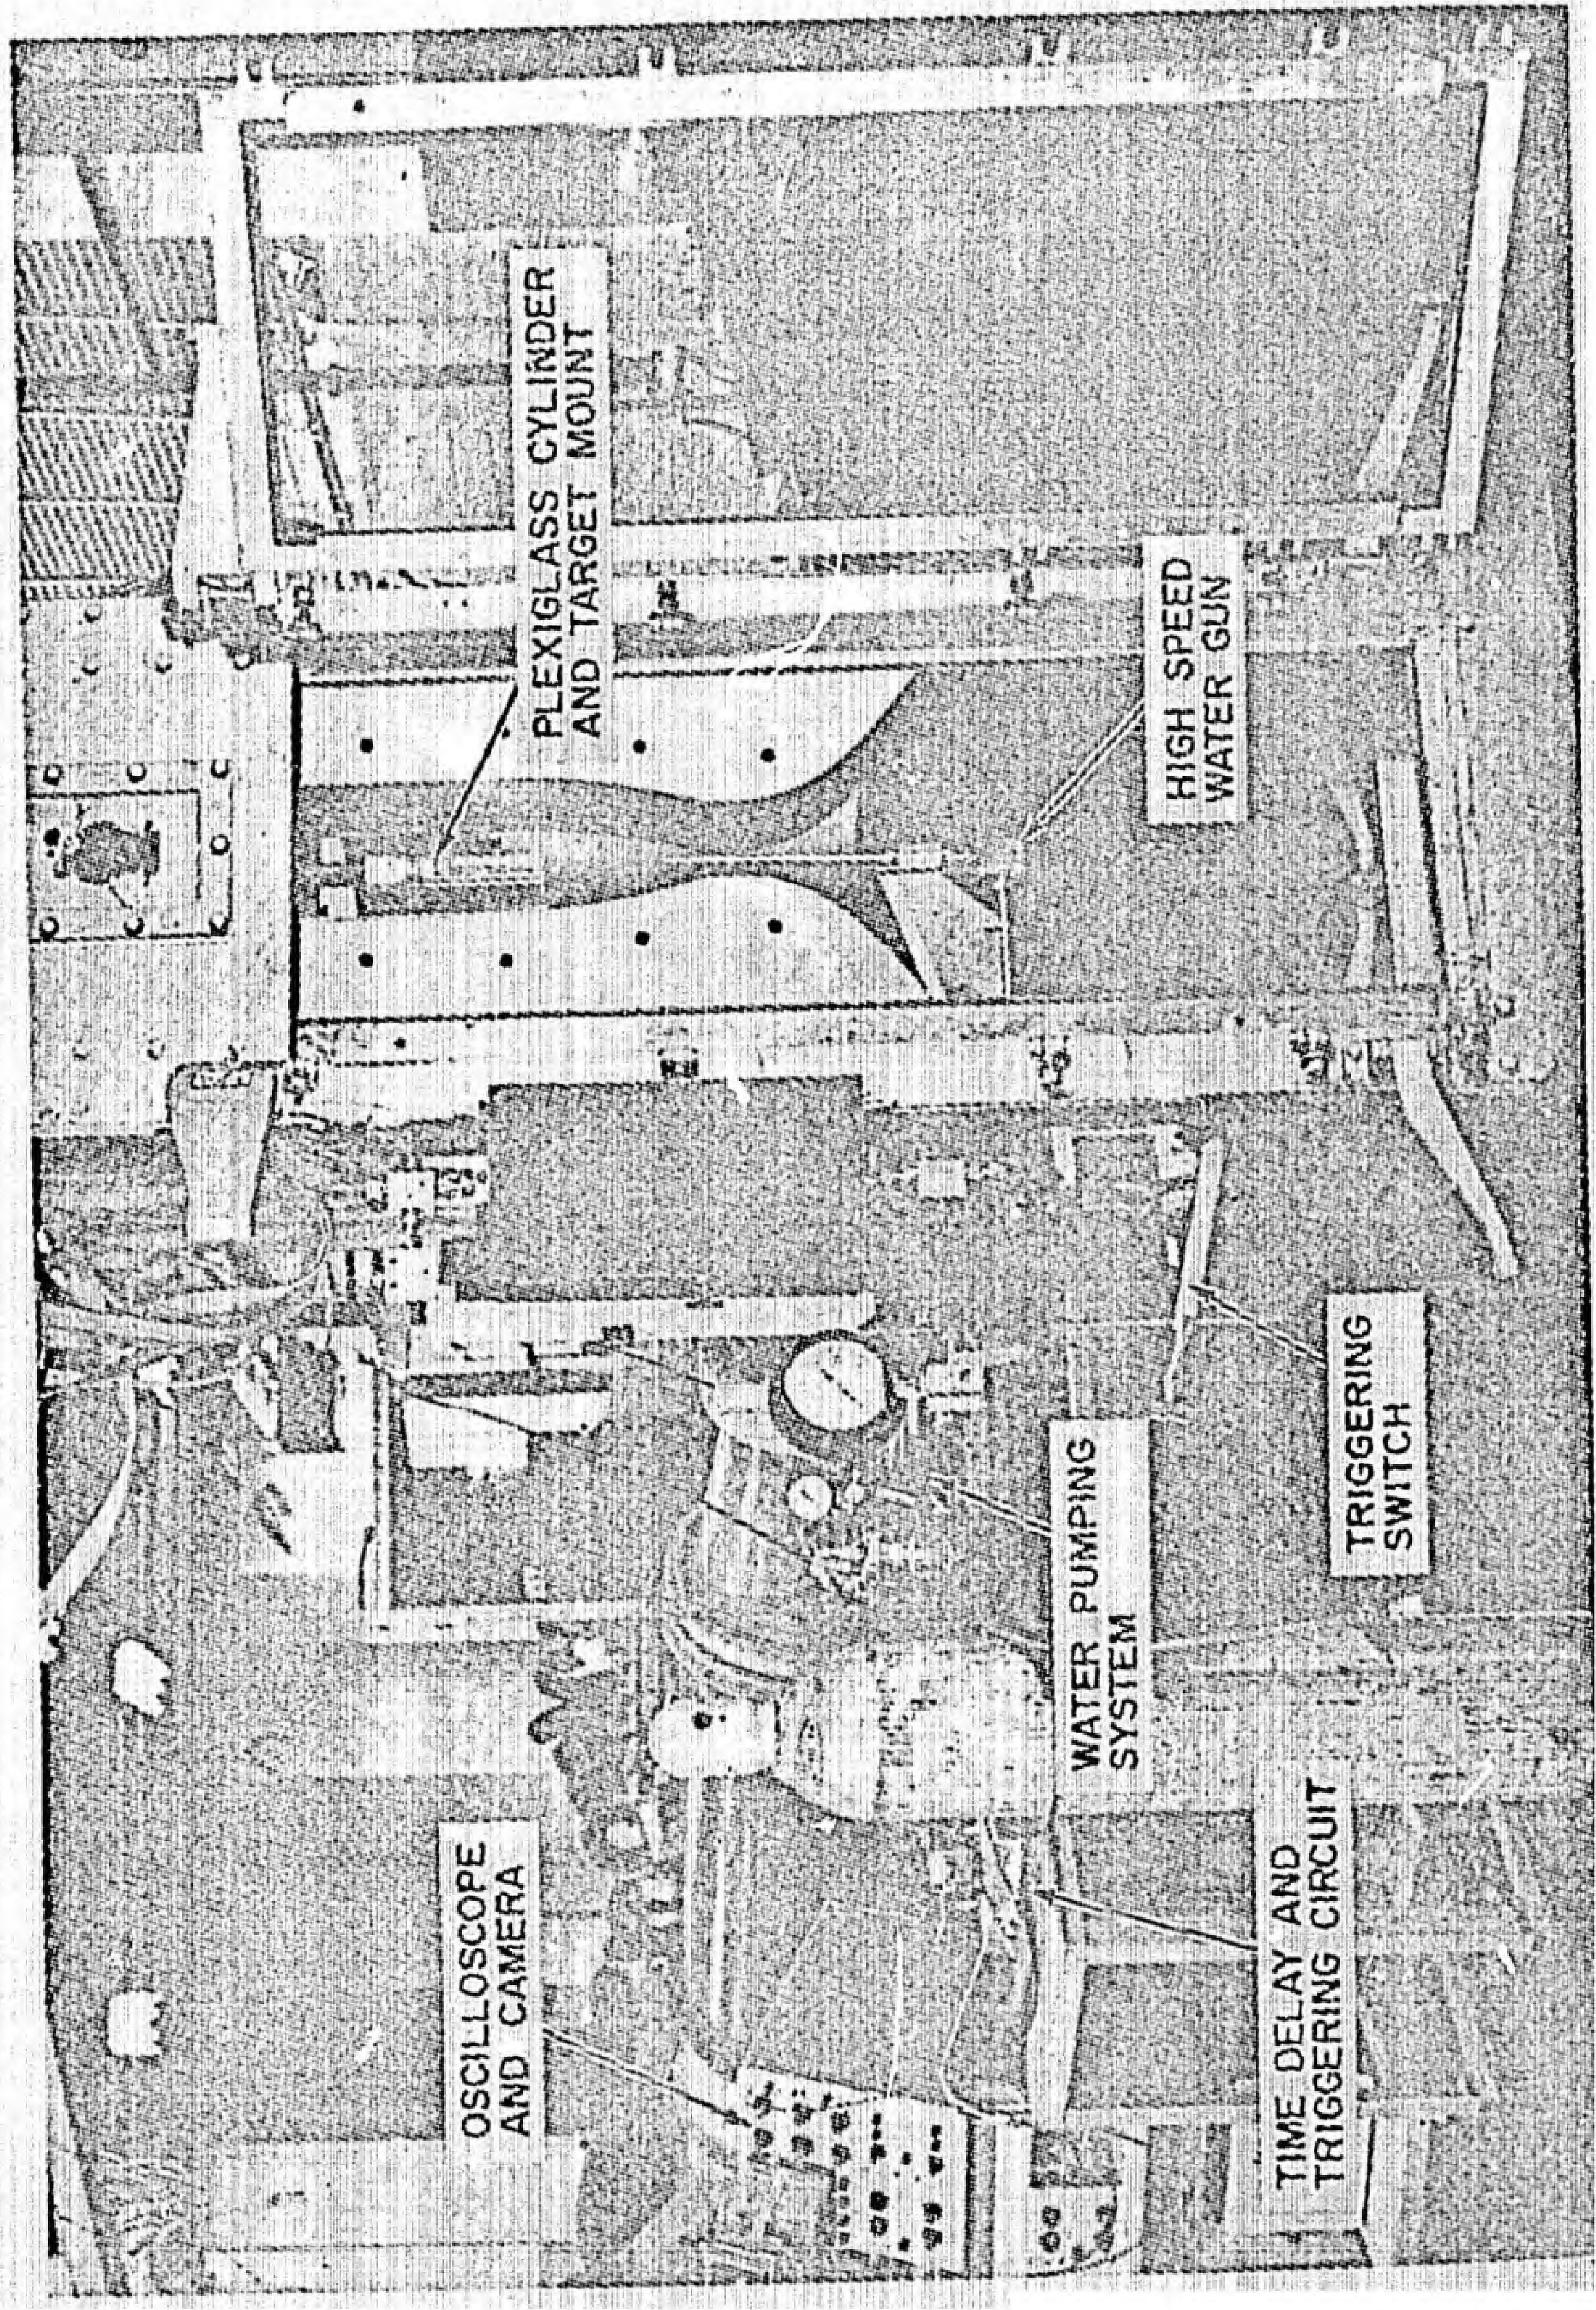 PLEXIGLASS CYLINDER
AND TARGET MOUNT
HIGH SPEED
WATER GUN
OSCILLOSCOPE
AND CAMERA
WATER PUMPING
SYSTEM
TRIGGERING
SWITCH
TIME DELAY AND
TRIGGERING CIRCUIT